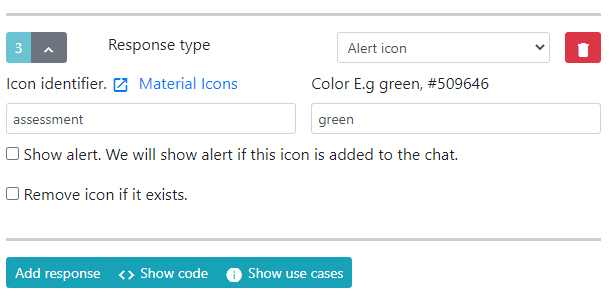 3 Response type Alert icon
Icon identifier. Material Icons Color E.g green, #509646
assessment green
Show alert. We will show alert if this icon is added to the chat.
Remove icon if it exists.
Add response <> Show code Show use cases